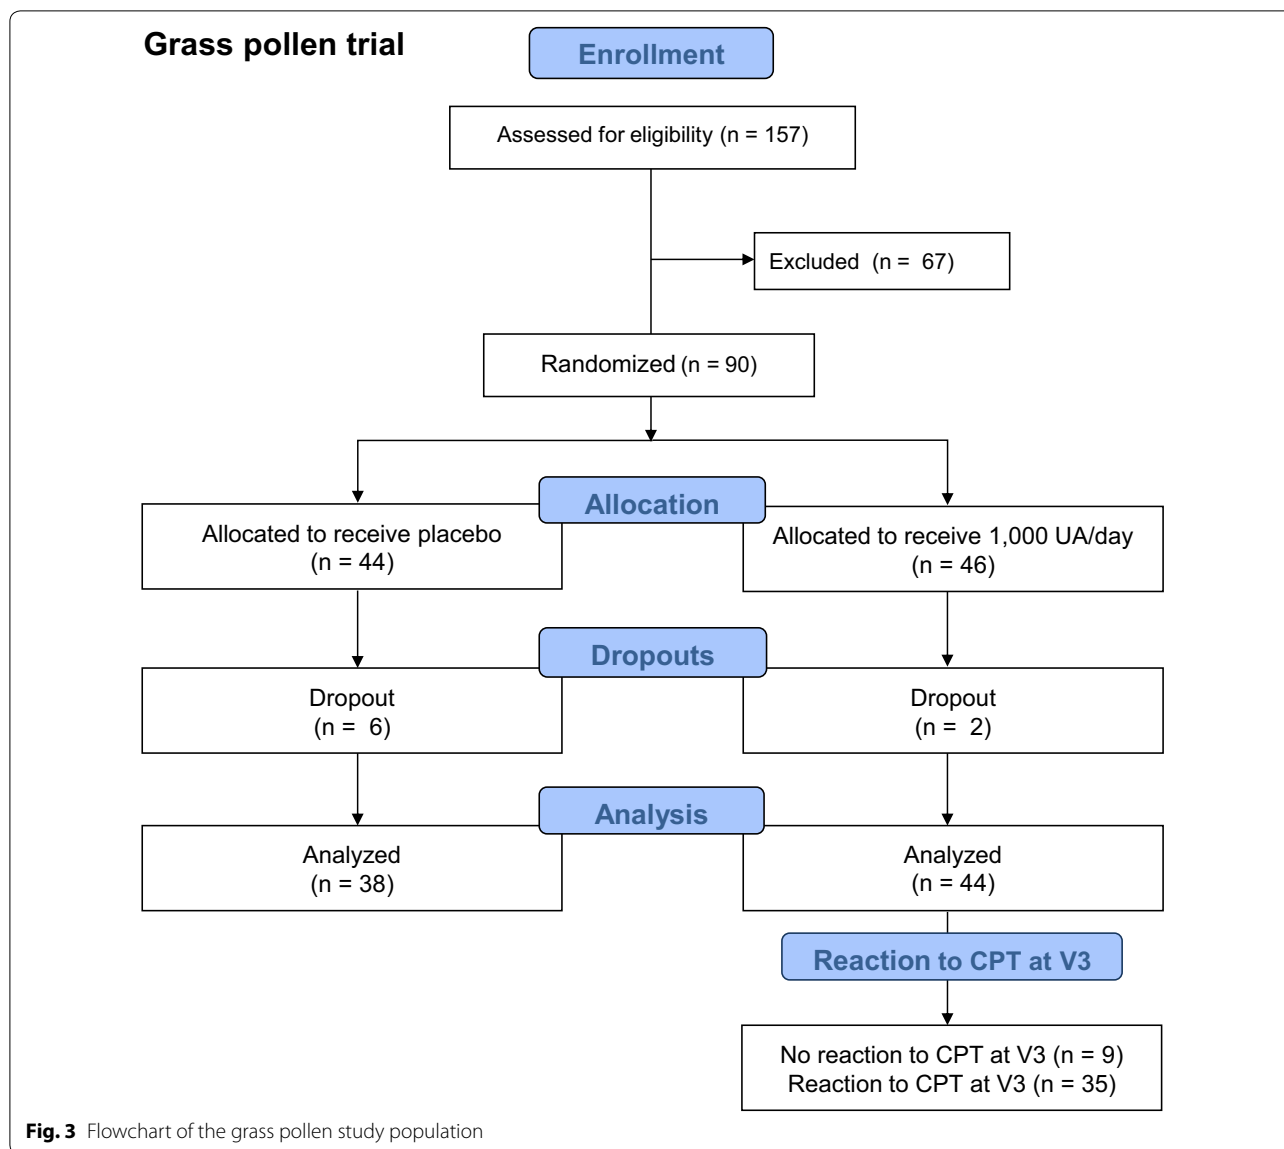 Grass pollen trial
Enrollment
Assessed for eligibility (n = 157)
Excluded (n = 67)
Randomized (n = 90)
Allocation
Allocated to receive placebo
(n = 44)
Allocated to receive 1,000 UA/day
(n = 46)
Dropouts
Dropout
(n = 6)
Dropout
(n = 2)
Analysis
Analyzed
(n = 38)
Analyzed
(n = 44)
Reaction to CPT at V3
No reaction to CPT at V3 (n = 9)
Reaction to CPT at V3 (n = 35)
Fig. 3 Flowchart of the grass pollen study population